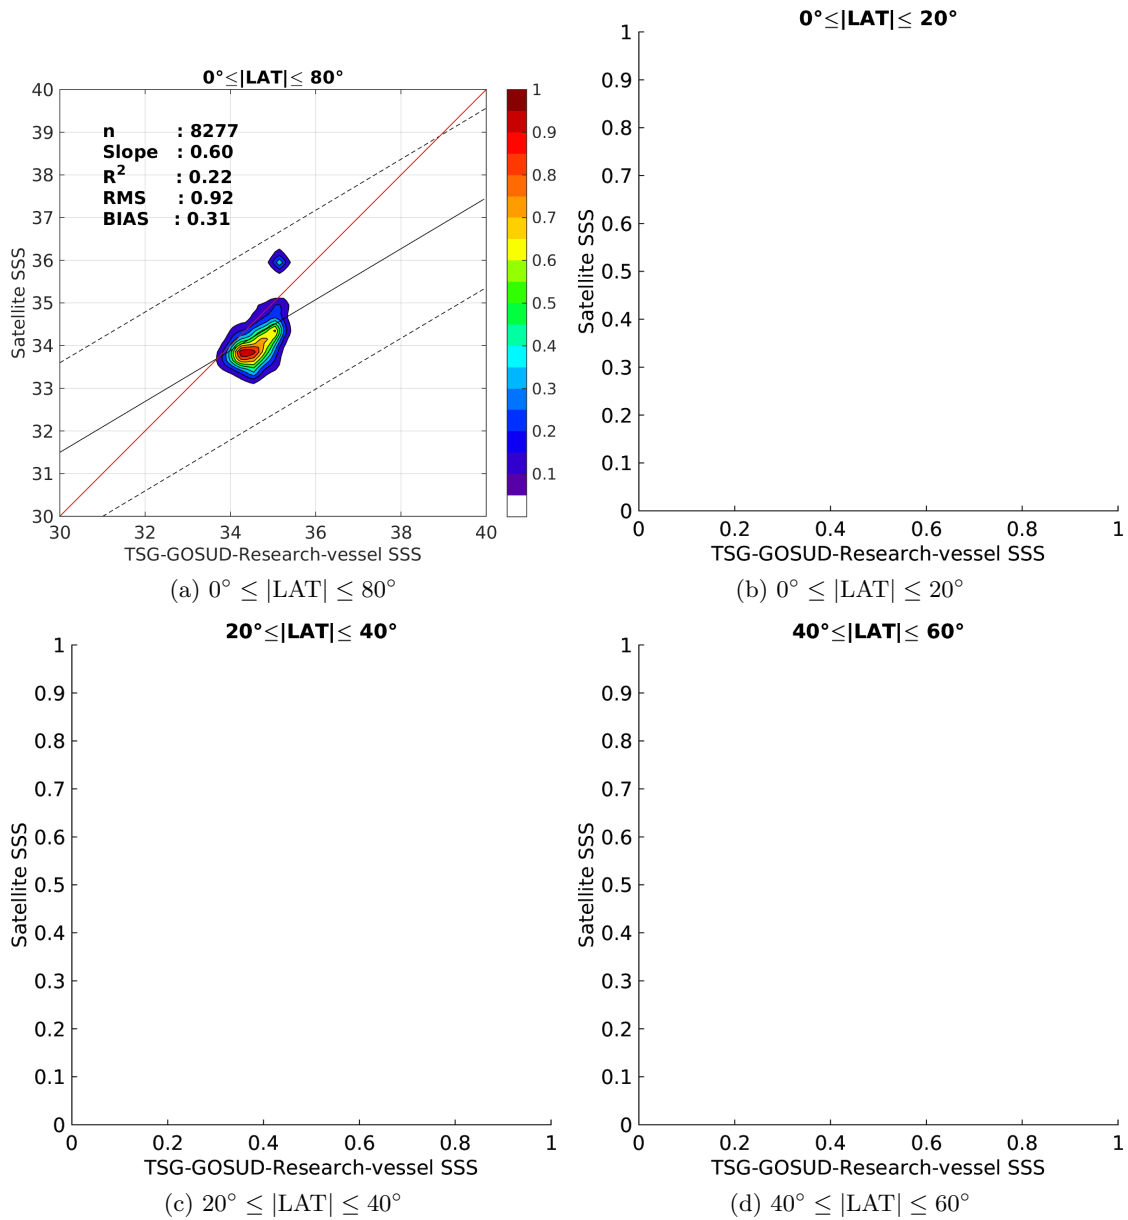 0°≤|LAT|≤ 80°
40
39
38
37
36
35
34
33
32
31
30
30 32 34 36 38 40
Satellite SSS
TSG-GOSUD-Research-vessel SSS
n : 8277
Slope : 0.60
R2 : 0.22
RMS : 0.92
BIAS : 0.31
1
0.9
0.8
0.7
0.6
0.5
0.4
0.3
0.2
0.1
(a) 0° ≤ |LAT| ≤ 80°
0°≤|LAT|≤ 20°
1
0.9
0.8
0.7
0.6
0.5
0.4
0.3
0.2
0.1
0
0 0.2 0.4 0.6 0.8 1
Satellite SSS
TSG-GOSUD-Research-vessel SSS
(b) 0° ≤ |LAT| ≤ 20°
20°≤|LAT|≤ 40°
1
0.9
0.8
0.7
0.6
0.5
0.4
0.3
0.2
0.1
0
0 0.2 0.4 0.6 0.8 1
Satellite SSS
TSG-GOSUD-Research-vessel SSS
(c) 20° ≤ |LAT| ≤ 40°
40°≤|LAT|≤ 60°
1
0.9
0.8
0.7
0.6
0.5
0.4
0.3
0.2
0.1
0
0 0.2 0.4 0.6 0.8 1
Satellite SSS
TSG-GOSUD-Research-vessel SSS
(d) 40° ≤ |LAT| ≤ 60°